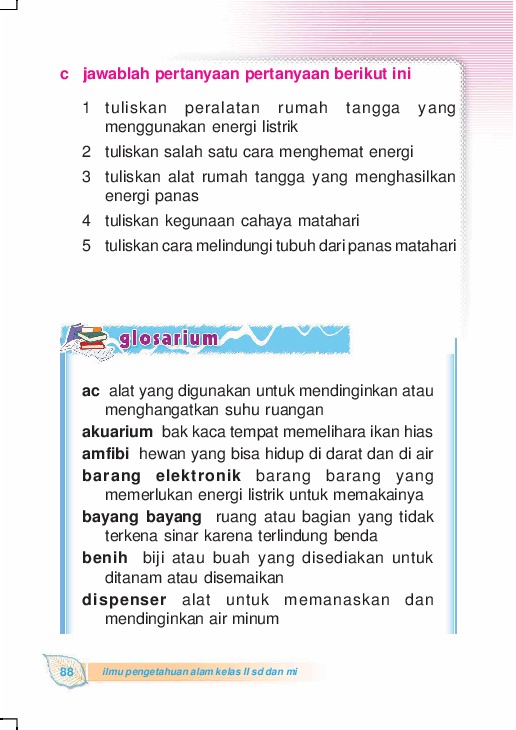 c jawablah pertanyaan pertanyaan berikut ini
1 tuliskan peralatan rumah tangga yang
menggunakan energi listrik
2 tuliskan salah satu cara menghemat energi
3 tuliskan alat rumah tangga yang menghasilkan
energi panas
4 tuliskan kegunaan cahaya matahari
5 tuliskan cara melindungi tubuh dari panas matahari
glosarium
ac alat yang digunakan untuk mendinginkan atau
menghangatkan suhu ruangan
akuarium bak kaca tempat memelihara ikan hias
amfibi hewan yang bisa hidup di darat dan di air
barang elektronik barang barang yang
memerlukan energi listrik untuk memakainya
bayang bayang ruang atau bagian yang tidak
terkena sinar karena terlindung benda
benih biji atau buah yang disediakan untuk
ditanam atau disemaikan
dispenser alat untuk memanaskan dan
mendinginkan air minum
88 ilmu pengetahuan alam kelas II sd dan mi